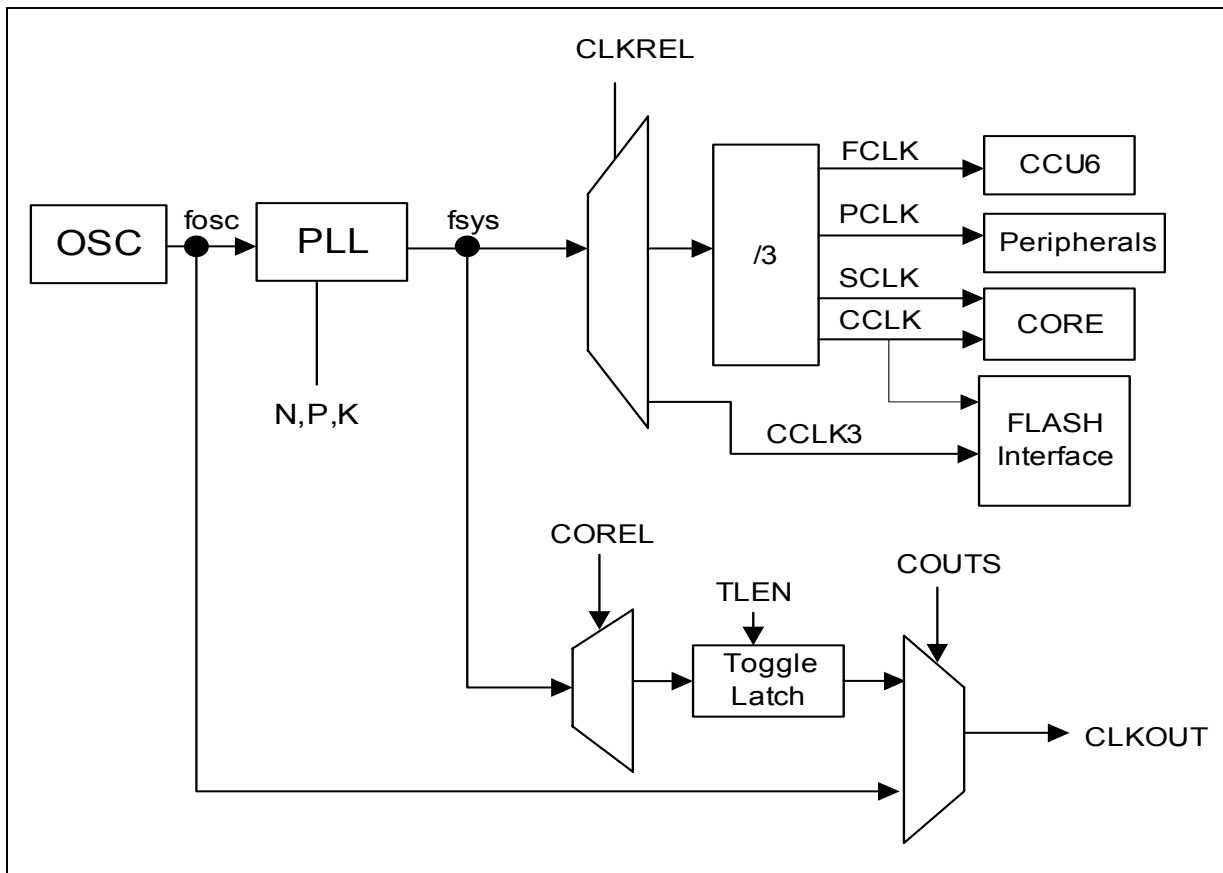 CLKREL
FCLK
CCU6
fosc
fsys
OSC
PLL
PCLK
Peripherals
/3
SCLK
CCLK
CORE
N,P,K
CCLK3
FLASH
Interface
COREL
TLEN
COUTS
Toggle
Latch
CLKOUT